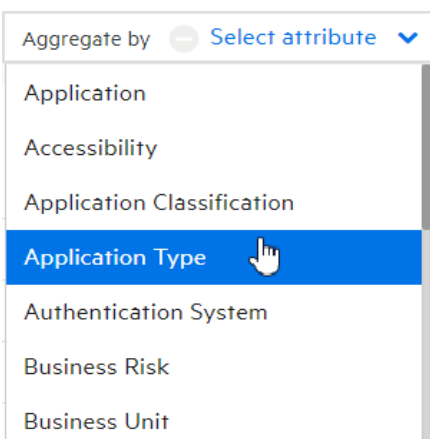 Aggregate by Select attribute
Application
Accessibility
Application Classification
Application Type
Authentication System
Business Risk
Business Unit